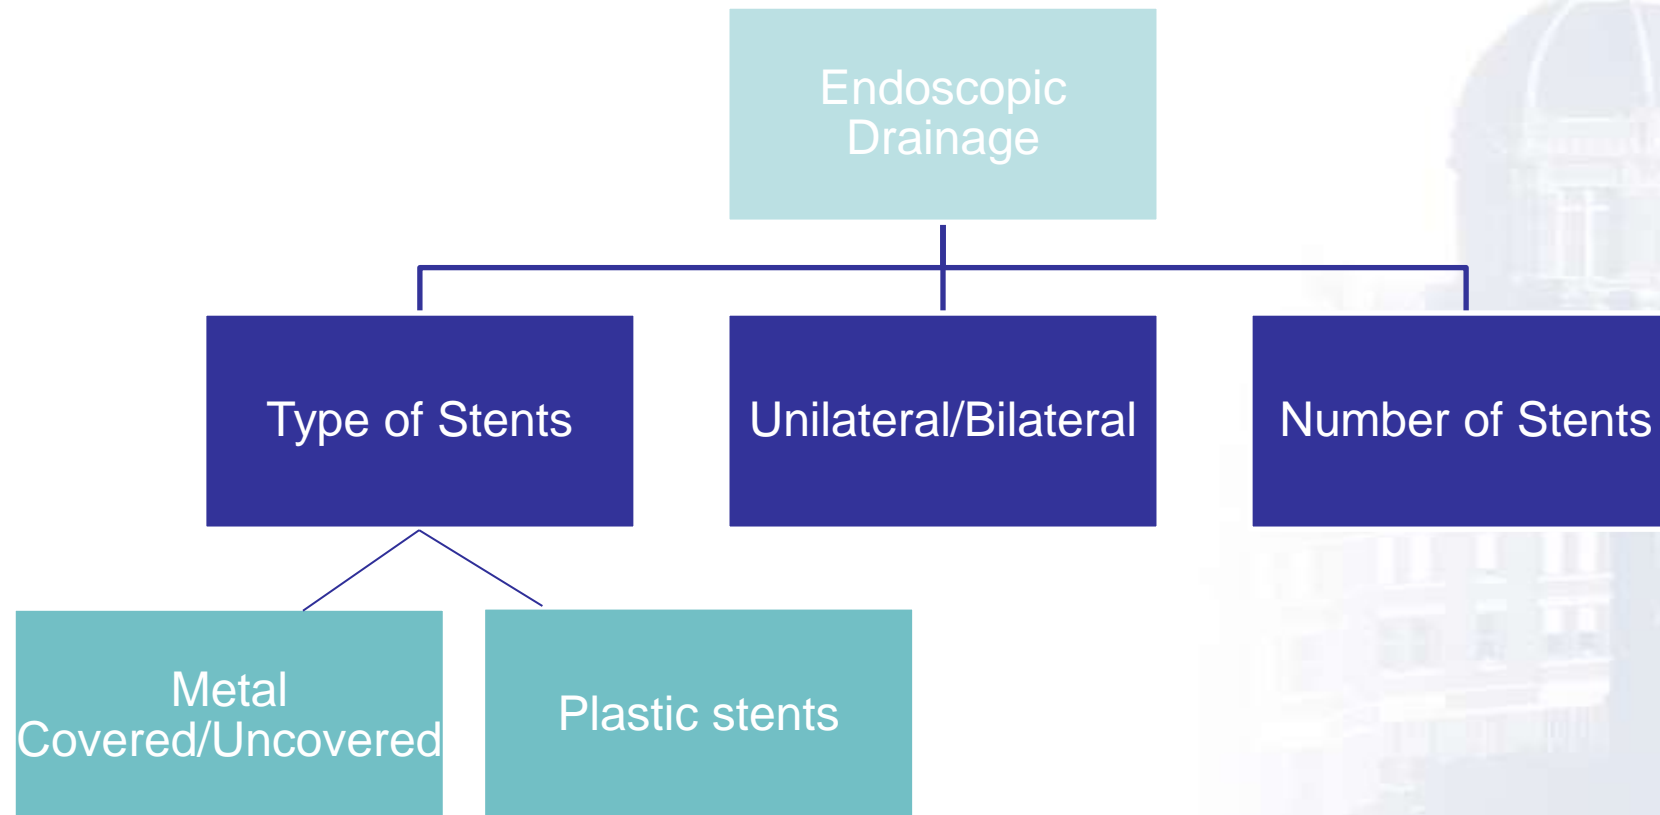 Endoscopic
Drainage
Type of Stents
Unilateral/Bilateral
Number of Stents
Metal
Covered/Uncovered
Plastic stents